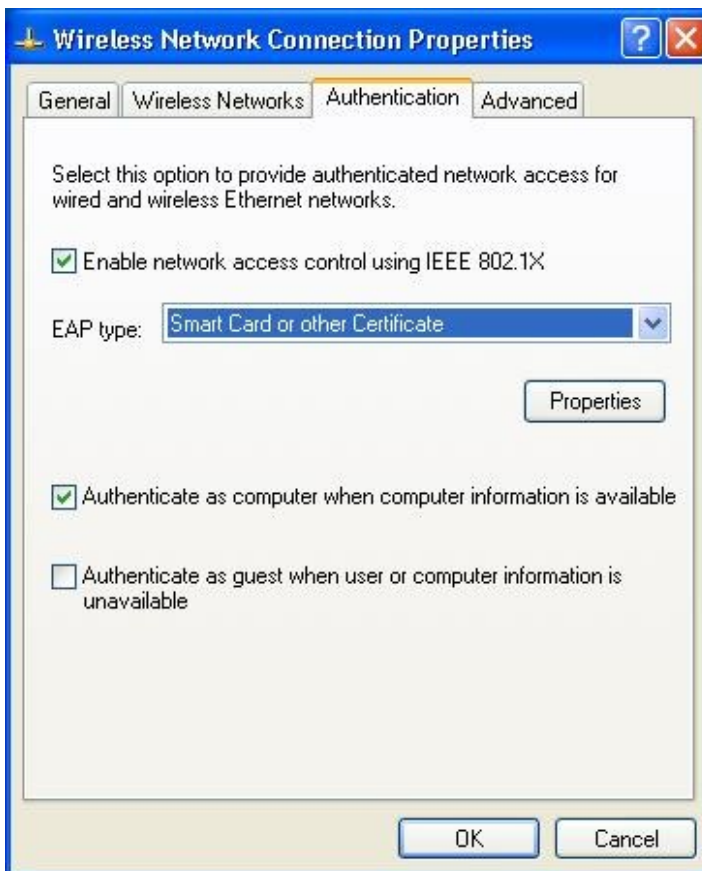 Wireless Network Connection Properties
General Wireless Networks Authentication Advanced
Select this option to provide authenticated network access for
wired and wireless Ethernet networks.
Enable network access control using IEEE 802.1X
EAP type: Smart Card or other Certificate
Properties
Authenticate as computer when computer information is available
Authenticate as guest when user or computer information is
unavailable
OK Cancel